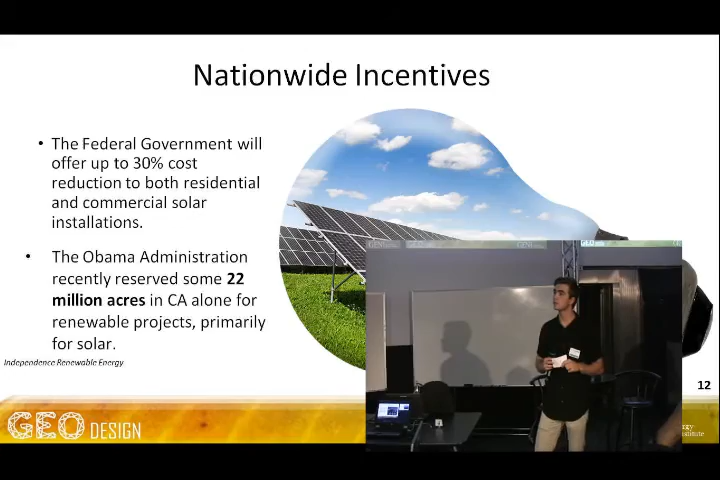 Nationwide Incentives
• The Federal Government will
offer up to 30% cost
reduction to both residential
and commercial solar
installations.
• The Obama Administration
recently reserved some 22
million acres in CA alone for
renewable projects, primarily
for solar.
Independence Renewable Energy
12
GEO DESIGN